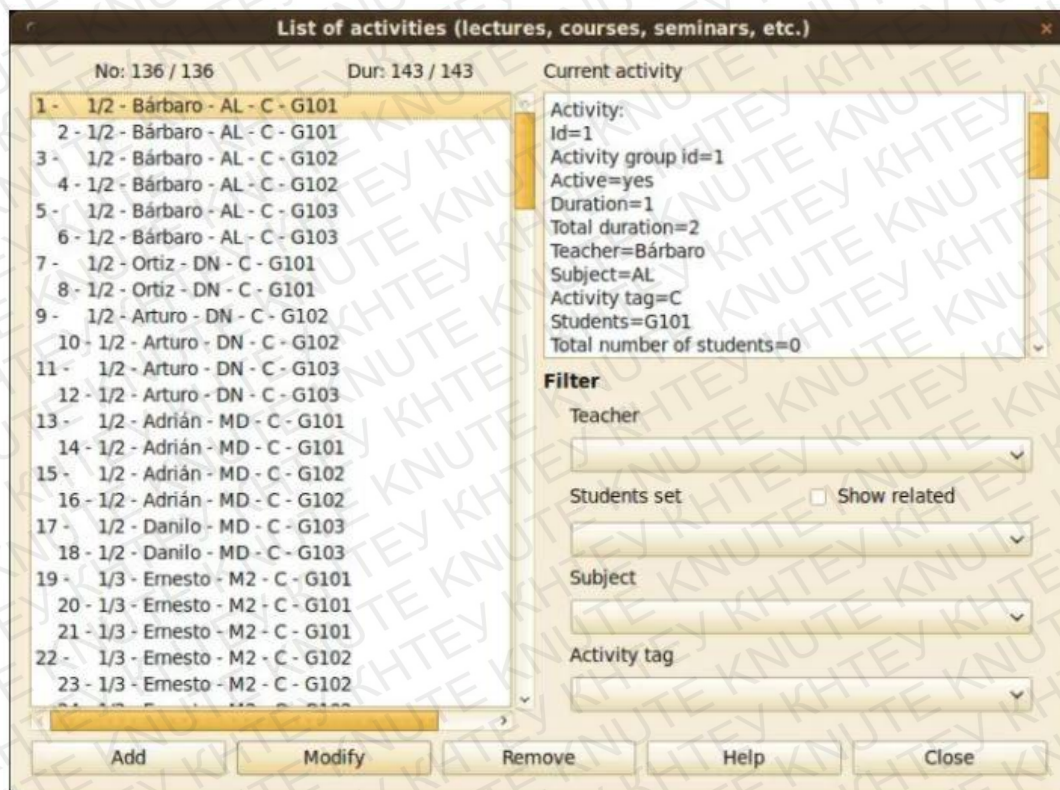 List of activities (lectures, courses, seminars, etc.)
No: 136 / 136
Dur: 143 / 143
1 - 1/2 - Bárbaro - AL - C - G101
2 - 1/2 - Bárbaro - AL - C - G101
3 - 1/2 - Bárbaro - AL - C - G102
4 - 1/2 - Bárbaro - AL - C - G102
5 - 1/2 - Bárbaro - AL - C - G103
6 - 1/2 - Bárbaro - AL - C - G103
7 - 1/2 - Ortiz - DN - C - G101
8 - 1/2 - Ortiz - DN - C - G101
9 - 1/2 - Arturo - DN - C - G102
10 - 1/2 - Arturo - DN - C - G102
11 - 1/2 - Arturo - DN - C - G103
12 - 1/2 - Arturo - DN - C - G103
13 - 1/2 - Adrián - MD - C - G101
14 - 1/2 - Adrián - MD - C - G101
15 - 1/2 - Adrián - MD - C - G102
16 - 1/2 - Adrián - MD - C - G102
17 - 1/2 - Danilo - MD - C - G103
18 - 1/2 - Danilo - MD - C - G103
19 - 1/3 - Ernesto - M2 - C - G101
20 - 1/3 - Ernesto - M2 - C - G101
21 - 1/3 - Ernesto - M2 - C - G101
22 - 1/3 - Ernesto - M2 - C - G102
23 - 1/3 - Ernesto - M2 - C - G102
Current activity
Activity:
Id=1
Activity group id=1
Active=yes
Duration=1
Total duration=2
Teacher=Bárbaro
Subject=AL
Activity tag=C
Students=G101
Total number of students=0
Filter
Teacher
Students set
Show related
Subject
Activity tag
Add
Modify
Remove
Help
Close
КНТЕУ KNUTE